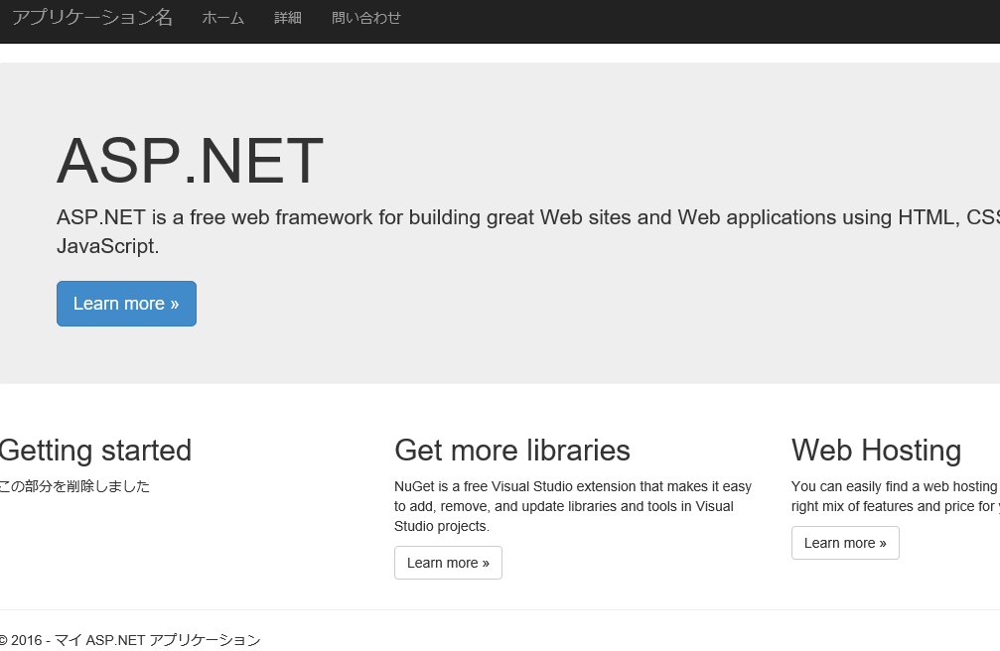 アプリケーション名 ホーム 詳細 問い合わせ
ASP.NET
ASP.NET is a free web framework for building great Web sites and Web applications using HTML,
JavaScript.
Learn more »
Getting started
この部分を削除しました
Get more libraries
NuGet is a free Visual Studio extension that makes it easy
to add, remove, and update libraries and tools in Visual
Studio projects.
Learn more »
Web Hosting
You can easily find a web hosting
right mix of features and price for
Learn more »
© 2016 - マイ ASP.NET アプリケーション